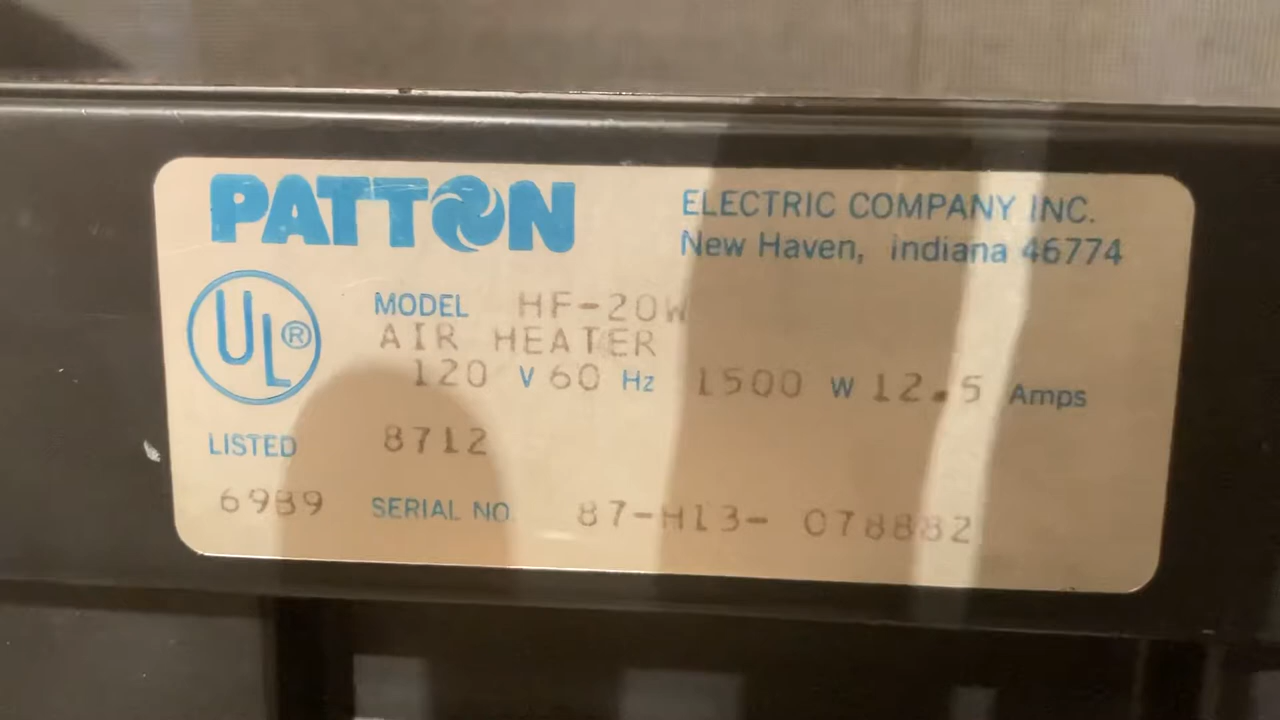 PATTON
ELECTRIC COMPANY INC.
New Haven, Indiana 46774
UL®
MODEL HF-20W
AIR HEATER
120 V 60 Hz 1500 W 12.5 Amps
LISTED 8712
69B9 SERIAL NO. 87-H13- 078882